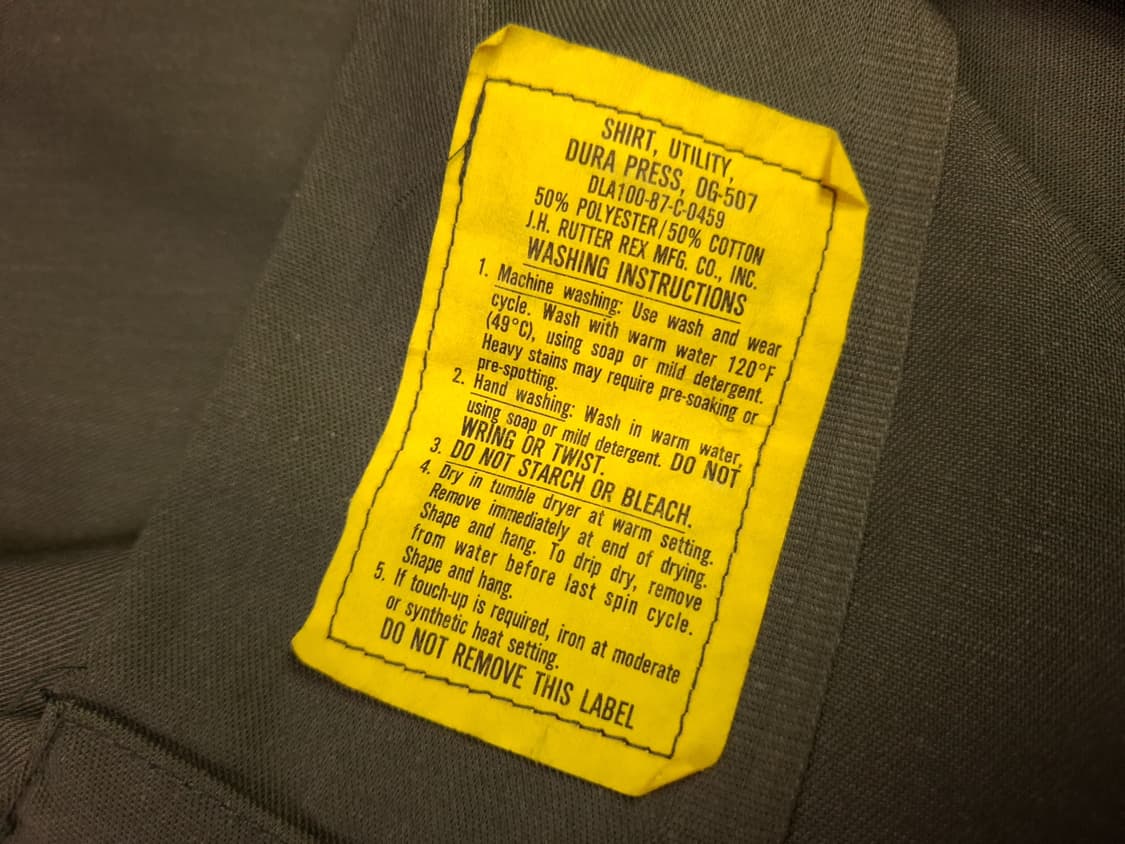 SHIRT, UTILITY,
DURA PRESS, OG-507
DLA100-87-C-0459
50% POLYESTER/50% COTTON
J.H. RUTTER REX MFG. CO., INC.
WASHING INSTRUCTIONS
1. Machine washing: Use wash and wear
cycle. Wash with warm water 120°F
(49°C), using soap or mild detergent.
Heavy stains may require pre-soaking or
pre-spotting.
2. Hand washing: Wash in warm water,
using soap or mild detergent. DO NOT
WRING OR TWIST.
3. DO NOT STARCH OR BLEACH.
4. Dry in tumble dryer at warm setting.
Remove immediately at end of drying.
Shape and hang. To drip dry, remove
from water before last spin cycle.
Shape and hang.
5. If touch-up is required, iron at moderate
or synthetic heat setting.
DO NOT REMOVE THIS LABEL